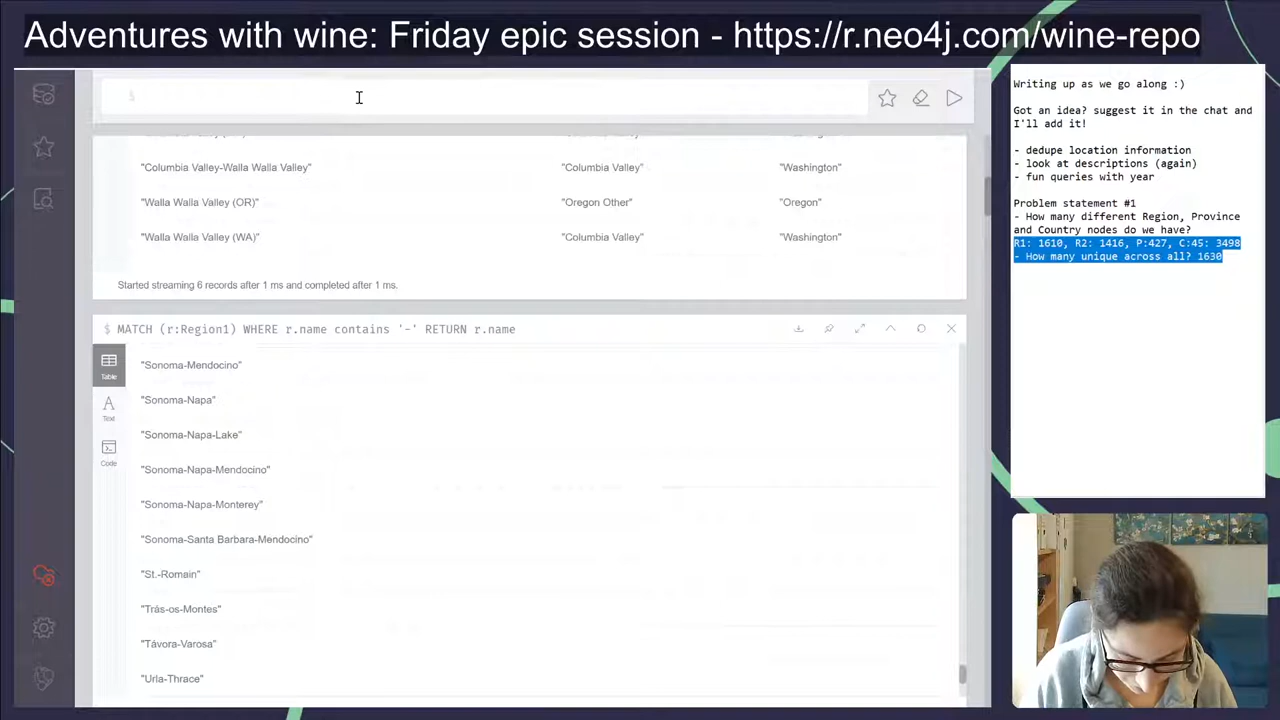 Adventures with wine: Friday epic session - https://r.neo4j.com/wine-repo
$
"Columbia Valley-Walla Walla Valley" "Columbia Valley" "Washington"
"Walla Walla Valley (OR)" "Oregon Other" "Oregon"
"Walla Walla Valley (WA)" "Columbia Valley" "Washington"
Started streaming 6 records after 1 ms and completed after 1 ms.
$ MATCH (r:Region1) WHERE r.name contains '-' RETURN r.name
Table
Text
Code
"Sonoma-Mendocino"
"Sonoma-Napa"
"Sonoma-Napa-Lake"
"Sonoma-Napa-Mendocino"
"Sonoma-Napa-Monterey"
"Sonoma-Santa Barbara-Mendocino"
"St.-Romain"
"Trás-os-Montes"
"Távora-Varosa"
"Urla-Thrace"
Writing up as we go along :)
Got an idea? suggest it in the chat and
I'll add it!
- dedupe location information
- look at descriptions (again)
- fun queries with year
Problem statement #1
- How many different Region, Province
and Country nodes do we have?
R1: 1610, R2: 1416, P:427, C:45: 3498
- How many unique across all? 1630